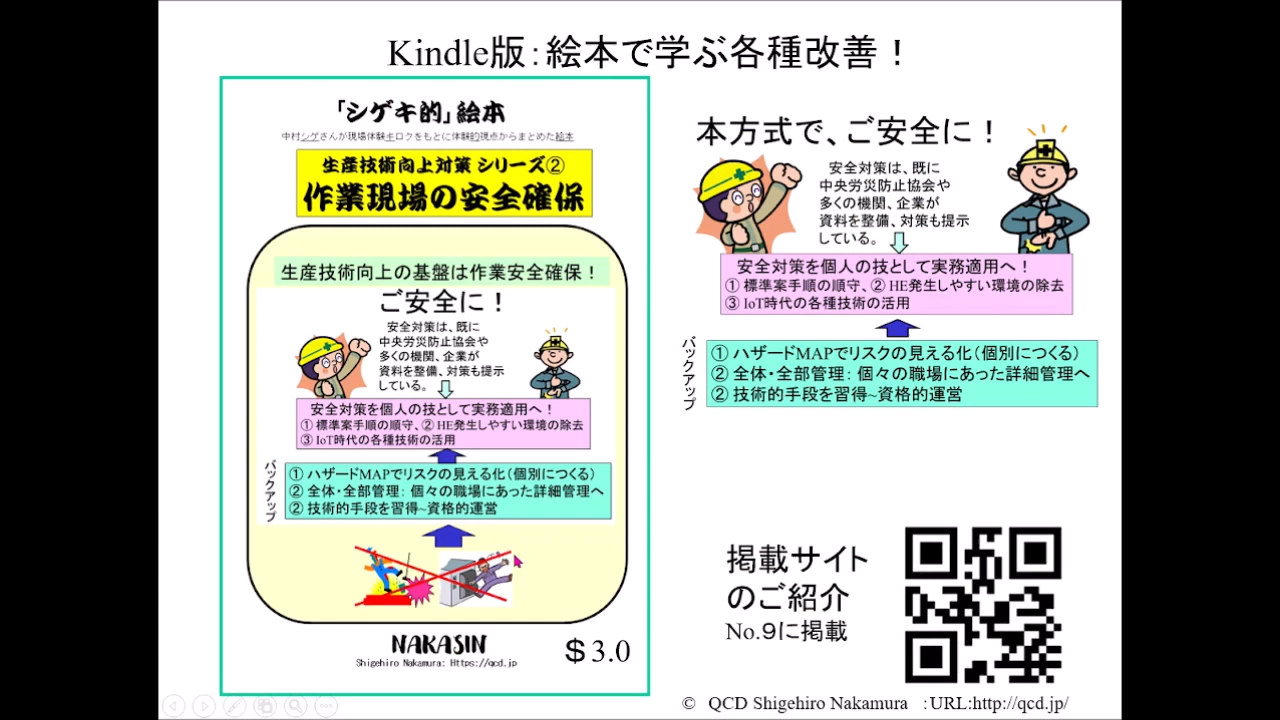 Kindle版：絵本で学ぶ各種改善！
「シゲキ的」絵本
中村シゲさんが現場体験モロクをもとに体験的視点からまとめた絵本
生産技術向上対策 シリーズ②
作業現場の安全確保
生産技術向上の基盤は作業安全確保！
ご安全に！
安全対策は、既に
中央労災防止協会や
多くの機関、企業が
資料を整備、対策も提示
している。
安全対策を個人の技として実務適用へ！
① 標準案手順の順守、② HE発生しやすい環境の除去
③ IoT時代の各種技術の活用
バックアップ
① ハザードMAPでリスクの見える化（個別につくる）
② 全体・全部管理： 個々の職場にあった詳細管理へ
② 技術的手段を習得~資格的運営
NAKASIN
Shigehiro Nakamura: Https://qcd.jp
＄3.0
本方式で、ご安全に！
安全対策は、既に
中央労災防止協会や
多くの機関、企業が
資料を整備、対策も提示
している。
安全対策を個人の技として実務適用へ！
① 標準案手順の順守、② HE発生しやすい環境の除去
③ IoT時代の各種技術の活用
バックアップ
① ハザードMAPでリスクの見える化（個別につくる）
② 全体・全部管理： 個々の職場にあった詳細管理へ
② 技術的手段を習得~資格的運営
掲載サイト
のご紹介
No.９に掲載
© QCD Shigehiro Nakamura ：URL:http://qcd.jp/